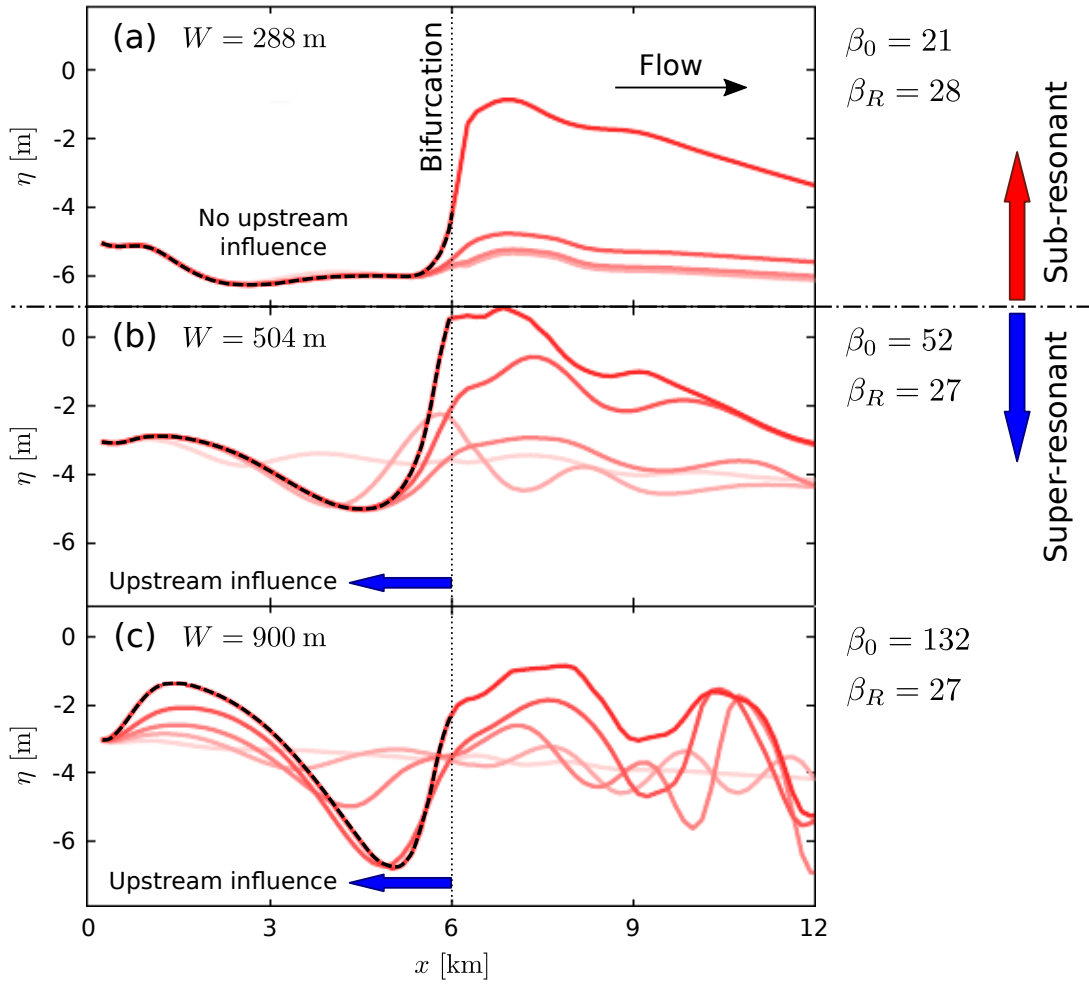 (a) W = 288 m
β0 = 21
βR = 28
Bifurcation
Flow
No upstream
influence
η [m]
0
-2
-4
-6
Sub-resonant
(b) W = 504 m
β0 = 52
βR = 27
η [m]
0
-2
-4
-6
Upstream influence
Super-resonant
(c) W = 900 m
β0 = 132
βR = 27
η [m]
0
-2
-4
-6
Upstream influence
0 3 6 9 12
x [km]